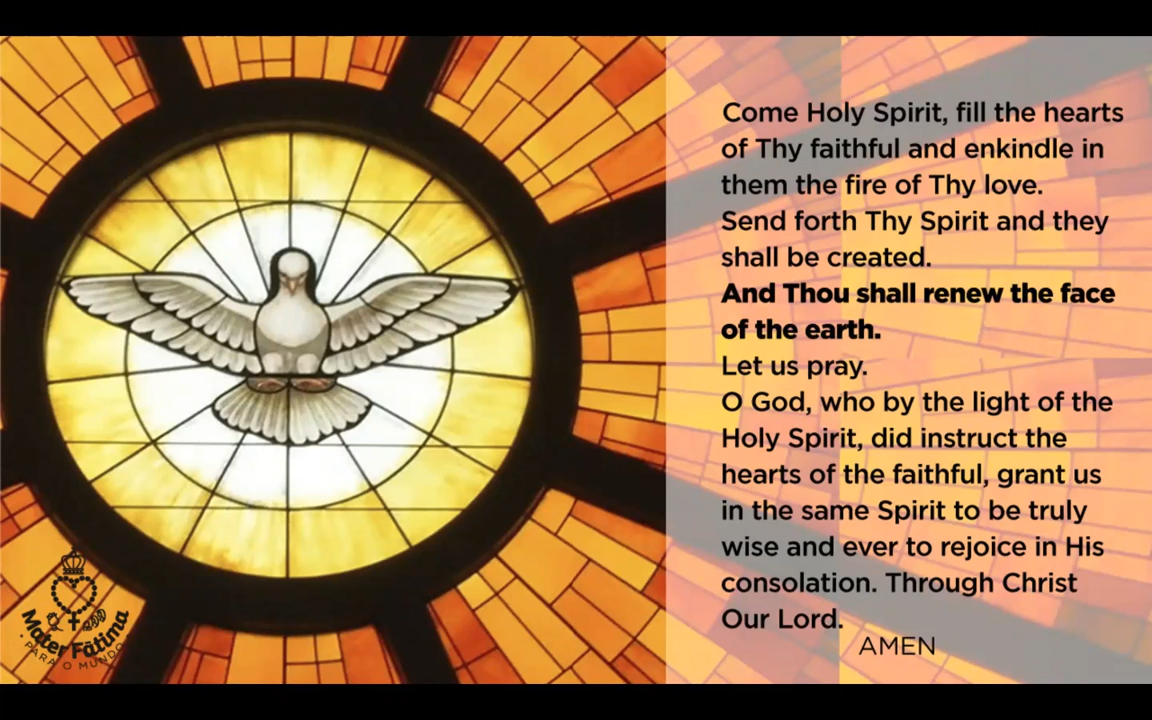 Come Holy Spirit, fill the hearts
of Thy faithful and enkindle in
them the fire of Thy love.
Send forth Thy Spirit and they
shall be created.
And Thou shall renew the face
of the earth.
Let us pray.
O God, who by the light of the
Holy Spirit, did instruct the
hearts of the faithful, grant us
in the same Spirit to be truly
wise and ever to rejoice in His
consolation. Through Christ
Our Lord.
AMEN
Mater Fátima
PARA O MUNDO